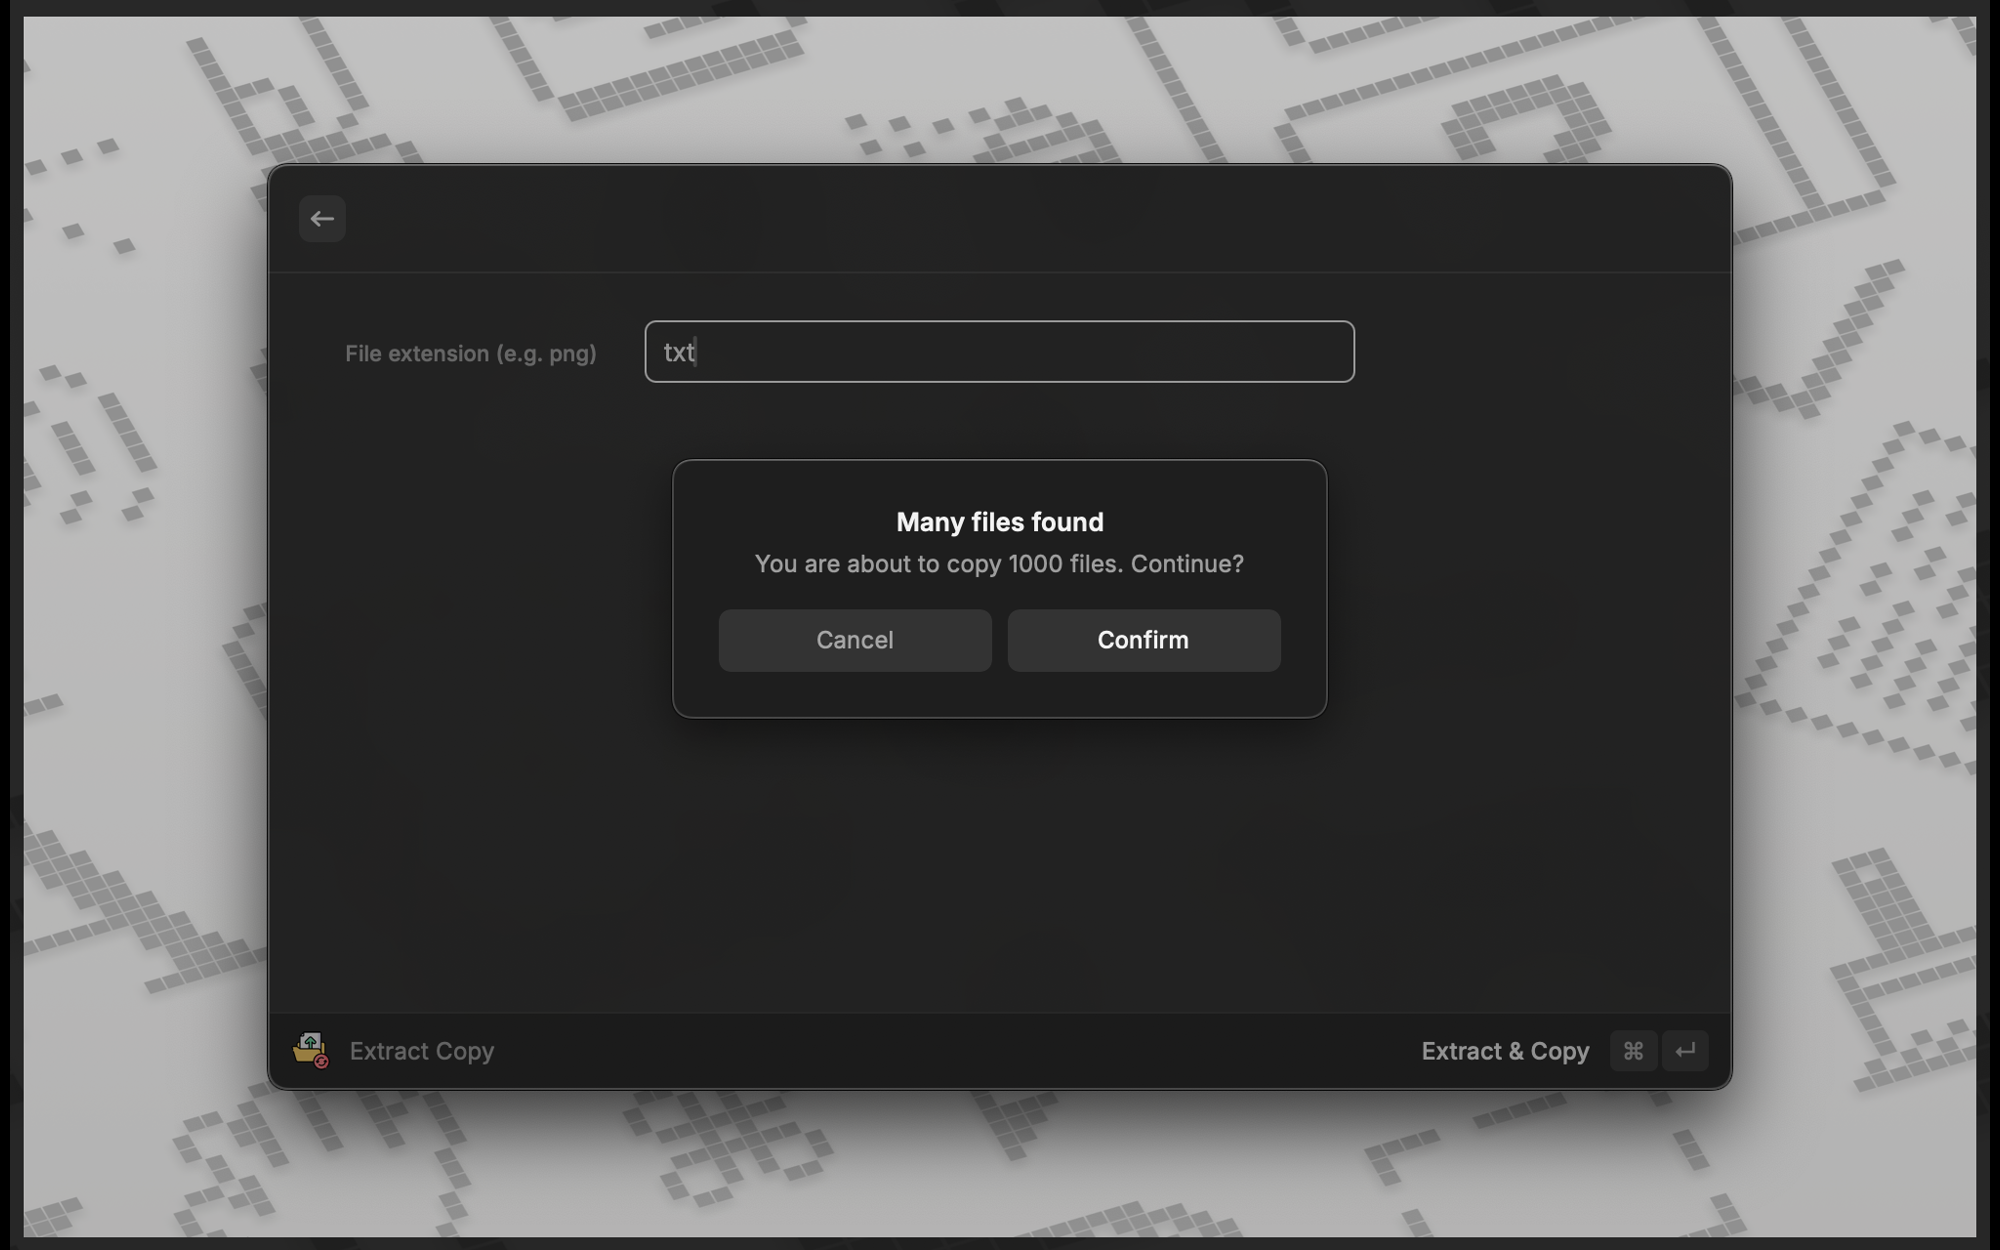 File extension (e.g. png)
txt
Many files found
You are about to copy 1000 files. Continue?
Cancel
Confirm
Extract Copy
Extract & Copy ⌘ ↵